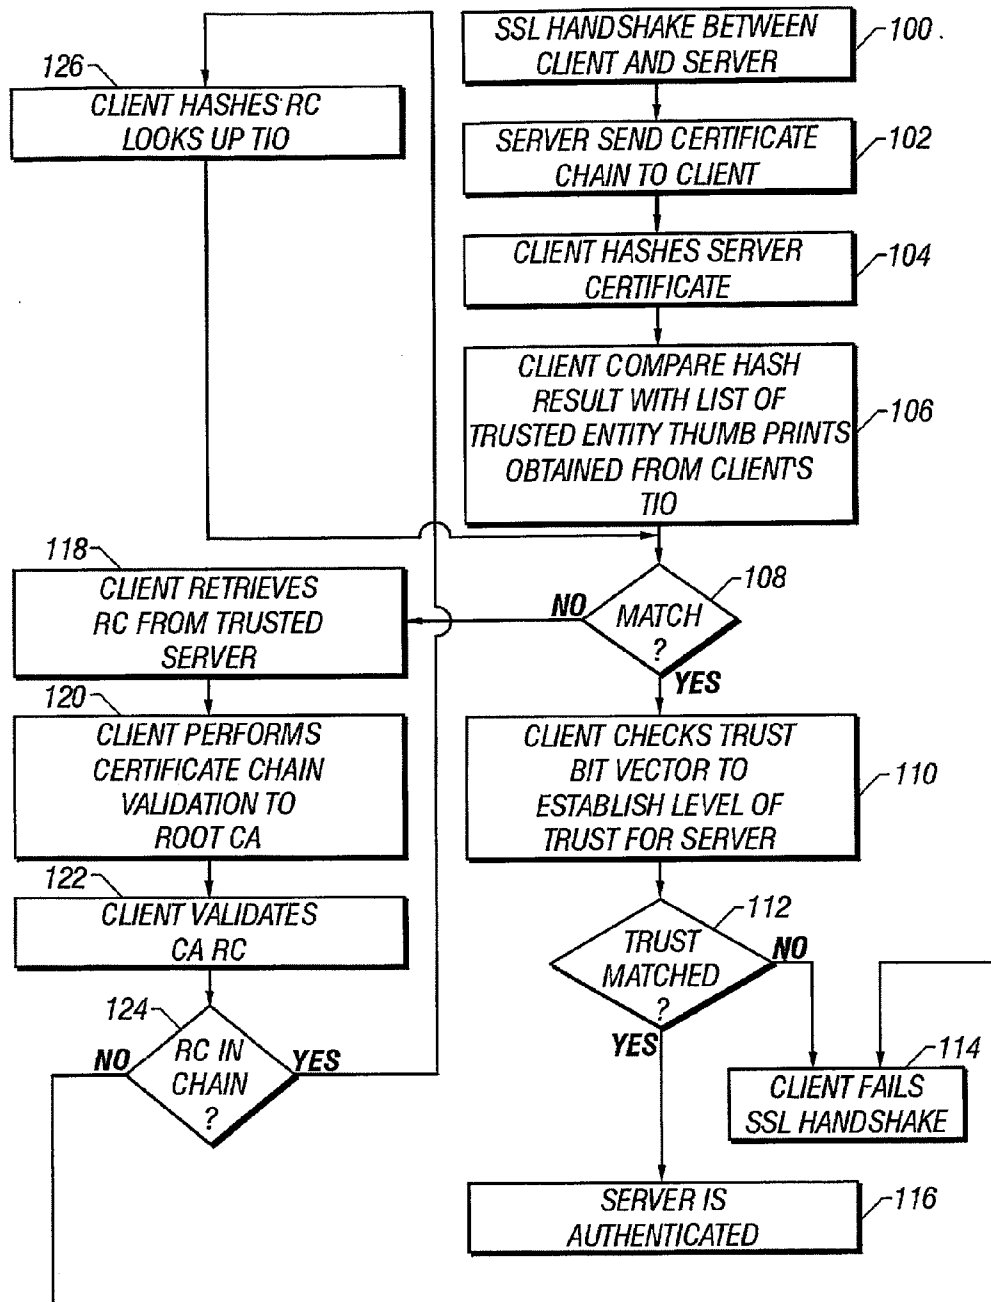 SSL HANDSHAKE BETWEEN
CLIENT AND SERVER
100
126
CLIENT HASHES RC
LOOKS UP TIO
SERVER SEND CERTIFICATE
CHAIN TO CLIENT
102
CLIENT HASHES SERVER
CERTIFICATE
104
CLIENT COMPARE HASH
RESULT WITH LIST OF
TRUSTED ENTITY THUMB PRINTS
OBTAINED FROM CLIENT'S
TIO
106
MATCH
?
108
NO
YES
118
CLIENT RETRIEVES
RC FROM TRUSTED
SERVER
120
CLIENT PERFORMS
CERTIFICATE CHAIN
VALIDATION TO
ROOT CA
CLIENT CHECKS TRUST
BIT VECTOR TO
ESTABLISH LEVEL OF
TRUST FOR SERVER
110
122
CLIENT VALIDATES
CA RC
TRUST
MATCHED
?
112
NO
YES
124
RC IN
CHAIN
?
NO
YES
114
CLIENT FAILS
SSL HANDSHAKE
SERVER IS
AUTHENTICATED
116